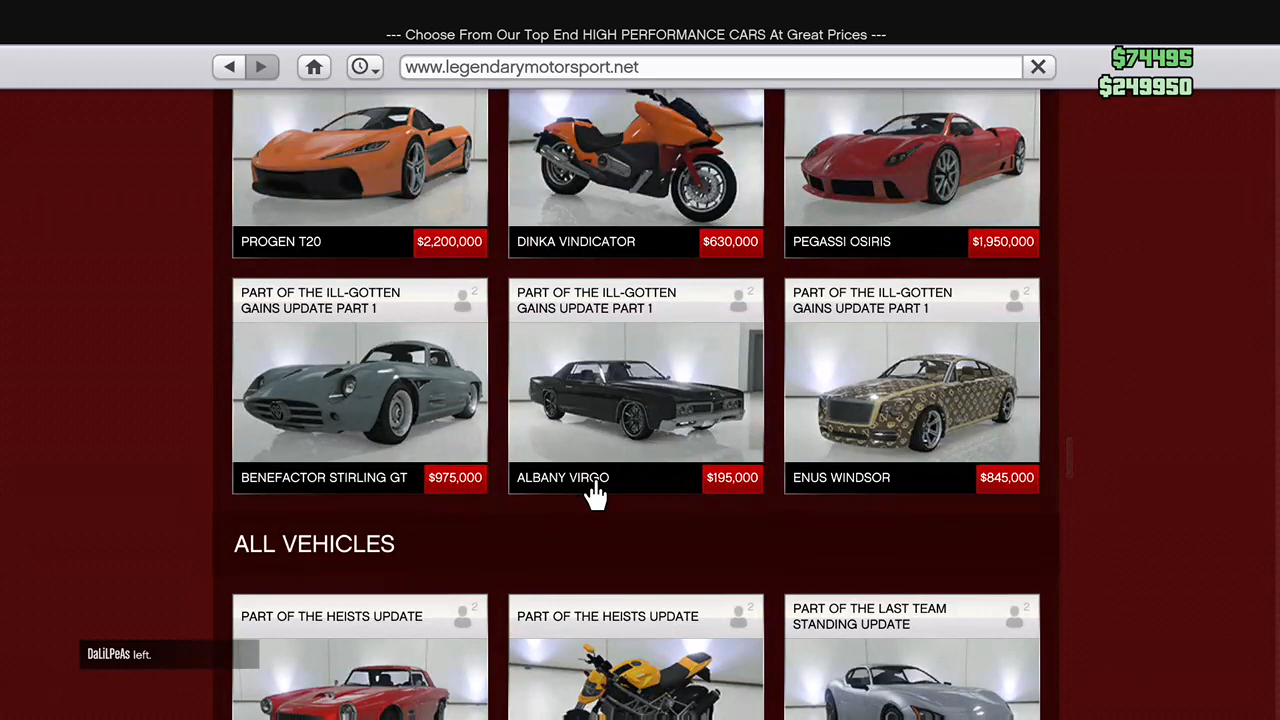 --- Choose From Our Top End HIGH PERFORMANCE CARS At Great Prices ---
www.legendarymotorsport.net
$74495
$249950
PROGEN T20 $2,200,000
DINKA VINDICATOR $630,000
PEGASSI OSIRIS $1,950,000
PART OF THE ILL-GOTTEN
GAINS UPDATE PART 1
2
PART OF THE ILL-GOTTEN
GAINS UPDATE PART 1
2
PART OF THE ILL-GOTTEN
GAINS UPDATE PART 1
2
BENEFACTOR STIRLING GT $975,000
ALBANY VIRGO $195,000
ENUS WINDSOR $845,000
ALL VEHICLES
PART OF THE HEISTS UPDATE 2
PART OF THE HEISTS UPDATE 2
PART OF THE LAST TEAM
STANDING UPDATE
2
DaLiLPeAs left.